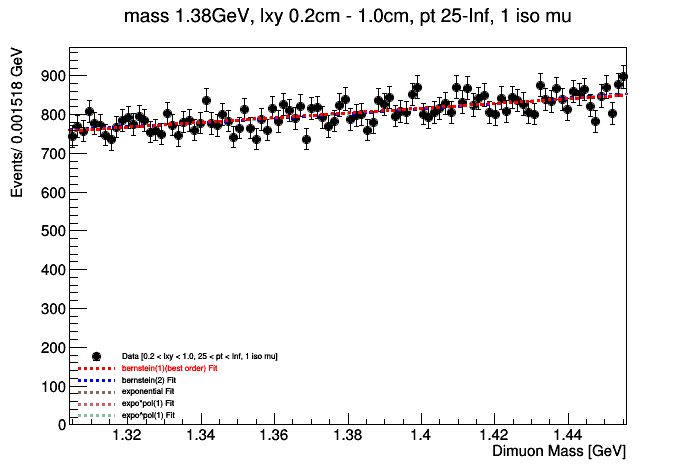 mass 1.38GeV, lxy 0.2cm - 1.0cm, pt 25-Inf, 1 iso mu
Events/ 0.001518 GeV
900
800
700
600
500
400
300
200
100
0
Data [0.2 < lxy < 1.0, 25 < pt < Inf, 1 iso mu]
bernstein(1)(best order) Fit
bernstein(2) Fit
exponential Fit
expo*pol(1) Fit
expo*pol(1) Fit
1.32
1.34
1.36
1.38
1.4
1.42
1.44
Dimuon Mass [GeV]